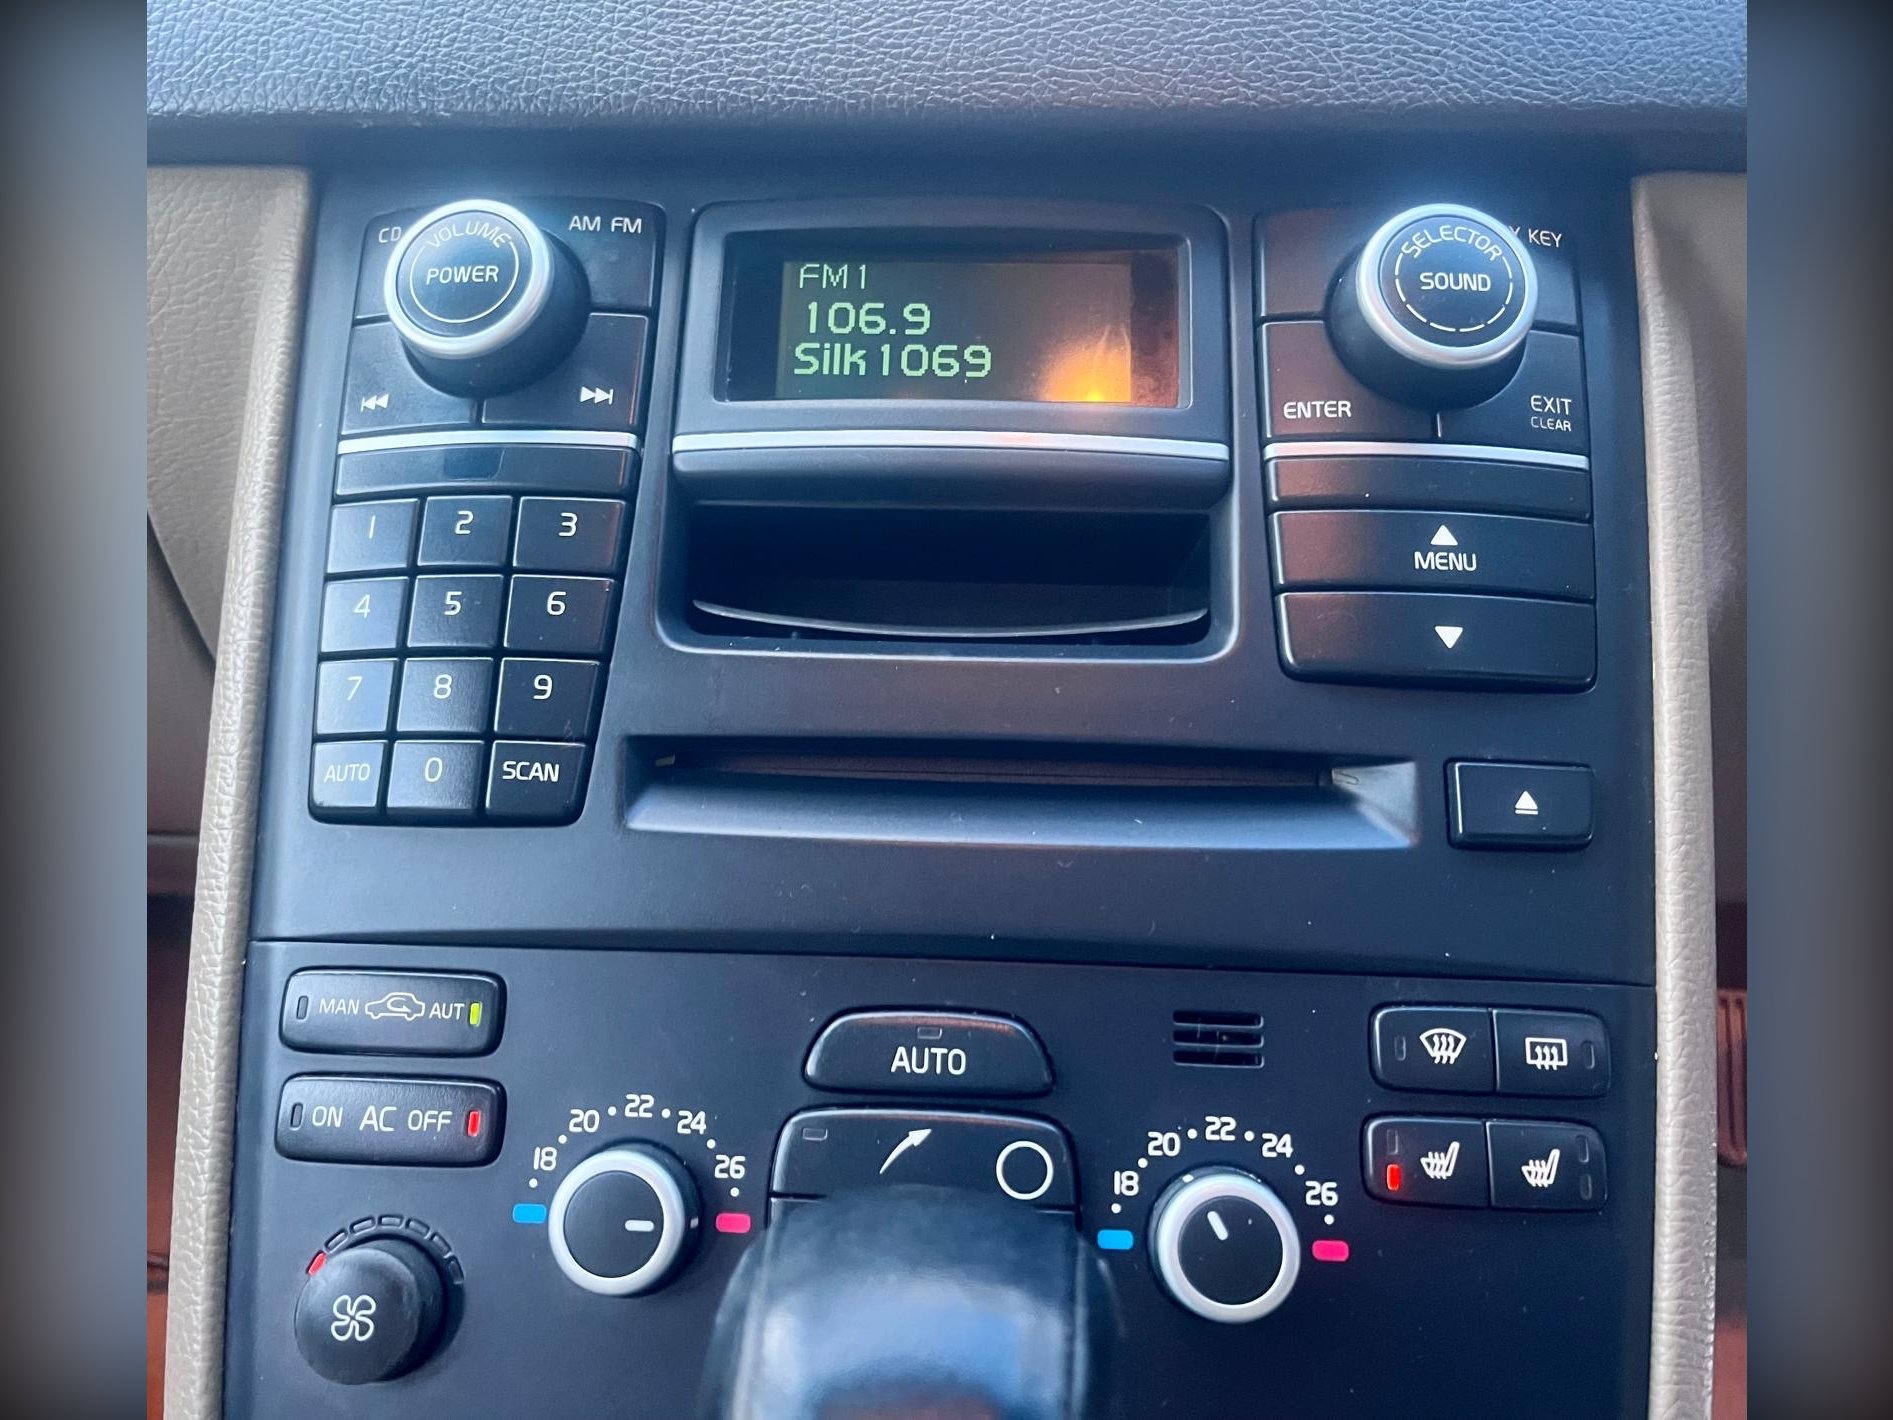 CD
VOLUME
POWER
AM FM
FM1
106.9
Silk1069
SELECTOR
SOUND
KEY
ENTER
EXIT
CLEAR
1 2 3
4 5 6
7 8 9
AUTO 0 SCAN
MENU
MAN AUT
ON AC OFF
AUTO
18 20 22 24 26
18 20 22 24 26